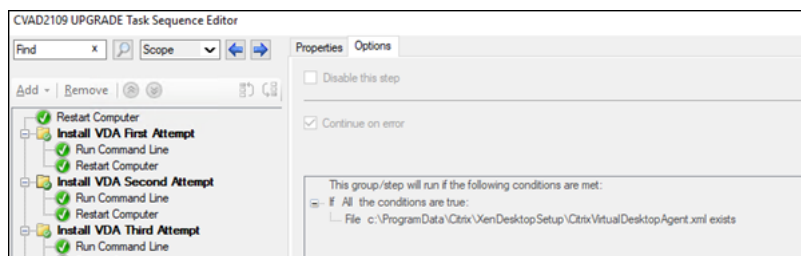 CVAD2109 UPGRADE Task Sequence Editor
Find x Scope
Add Remove
Restart Computer
Install VDA First Attempt
Run Command Line
Restart Computer
Install VDA Second Attempt
Run Command Line
Restart Computer
Install VDA Third Attempt
Run Command Line
Properties Options
Disable this step
Continue on error
This group/step will run if the following conditions are met:
If All the conditions are true:
File c:\ProgramData\Citrix\XenDesktopSetup\CitrixVirtualDesktopAgent.xml exists